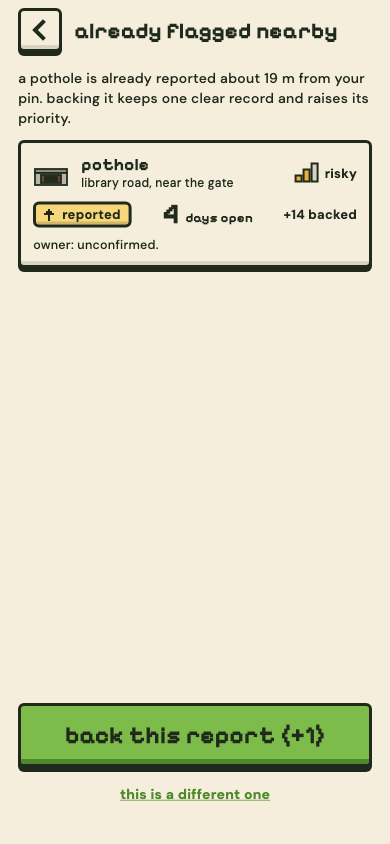 already flagged nearby
a pothole is already reported about 19 m from your
pin. backing it keeps one clear record and raises its
priority.
pothole
library road, near the gate
risky
reported
4 days open
+14 backed
owner: unconfirmed.
back this report (+1)
this is a different one